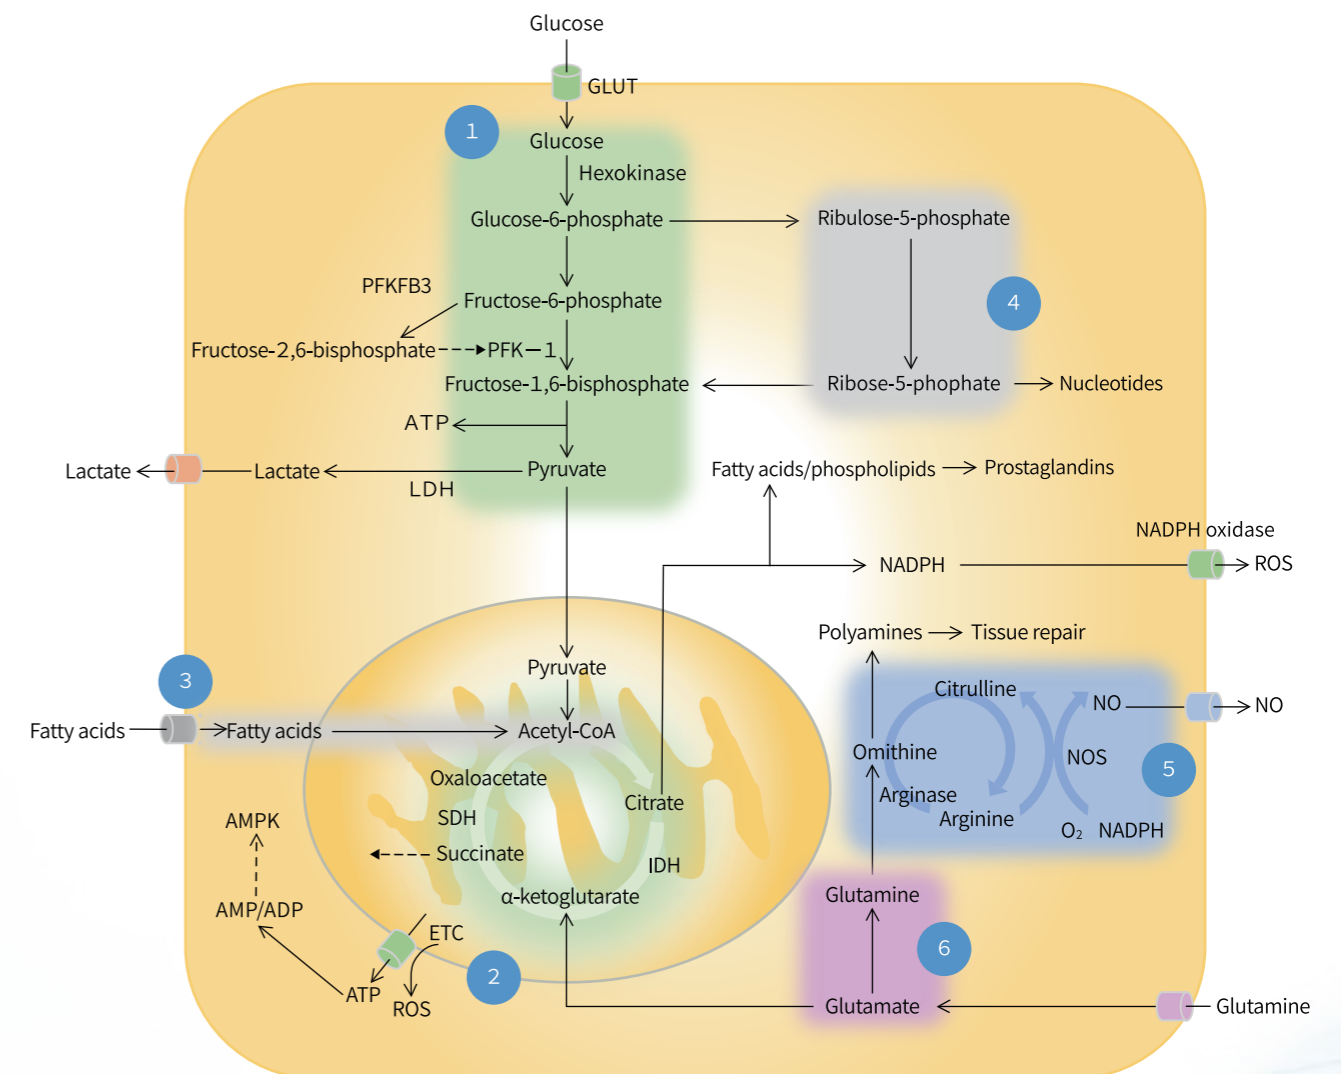 Glucose
GLUT
1
Glucose
Hexokinase
Glucose-6-phosphate
Ribulose-5-phosphate
PFKFB3
Fructose-6-phosphate
4
Fructose-2,6-bisphosphate
PFK-1
Fructose-1,6-bisphosphate
Ribose-5-phophate
Nucleotides
ATP
Lactate
Lactate
LDH
Pyruvate
Fatty acids/phospholipids
Prostaglandins
NADPH oxidase
NADPH
ROS
Polyamines
Tissue repair
Pyruvate
3
Fatty acids
Fatty acids
Acetyl-CoA
Citrulline
NO
NO
Oxaloacetate
Citrate
Omithine
NOS
5
SDH
Arginase
Arginine
O₂
NADPH
AMPK
Succinate
IDH
α-ketoglutarate
Glutamine
AMP/ADP
ETC
2
6
ATP
ROS
Glutamate
Glutamine